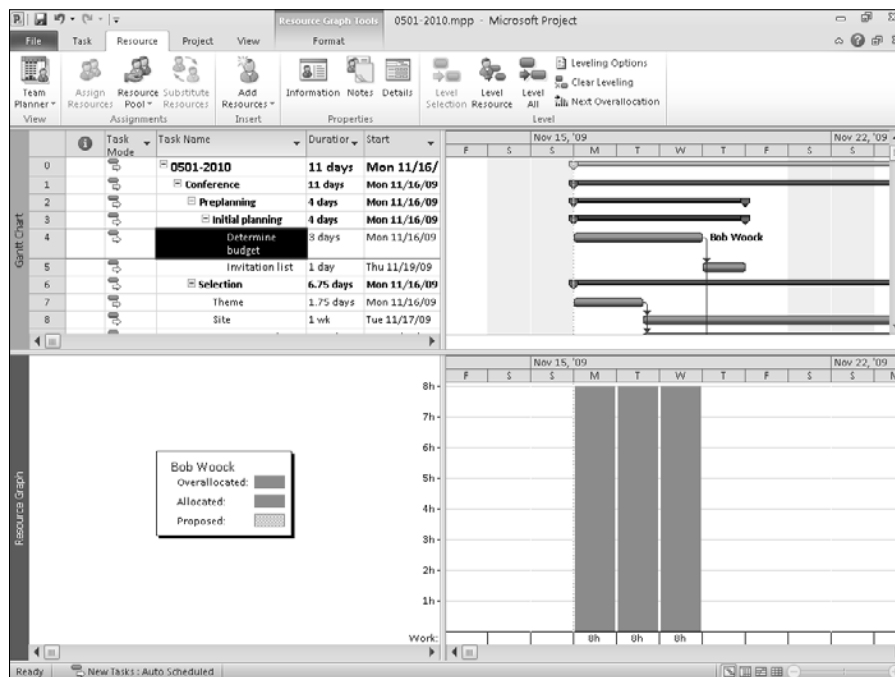 Resource Graph Tools
0501-2010.mpp - Microsoft Project
File Task Resource Project View Format
Team Planner
Assign Resources
Resource Pool
Substitute Resources
Add Resources
Information Notes Details
Level Selection
Level Resource
Level All
Leveling Options
Clear Leveling
Next Overallocation
View Assignments Insert Properties Level
Task Mode Task Name Duration Start
Nov 15, '09 Nov 22, '09
F S S M T W T F S S
0 0501-2010 11 days Mon 11/16/
1 Conference 11 days Mon 11/16/09
2 Preplanning 4 days Mon 11/16/09
3 Initial planning 4 days Mon 11/16/09
4 Determine budget 3 days Mon 11/16/09 Bob Woock
5 Invitation list 1 day Thu 11/19/09
6 Selection 6.75 days Mon 11/16/09
7 Theme 1.75 days Mon 11/16/09
8 Site 1 wk Tue 11/17/09
Gantt Chart
Nov 15, '09 Nov 22, '09
F S S M T W T F S S
8h
7h
6h
5h
4h
3h
2h
1h
Bob Woock
Overallocated:
Allocated:
Proposed:
Resource Graph
Work: 8h 8h 8h
Ready New Tasks : Auto Scheduled